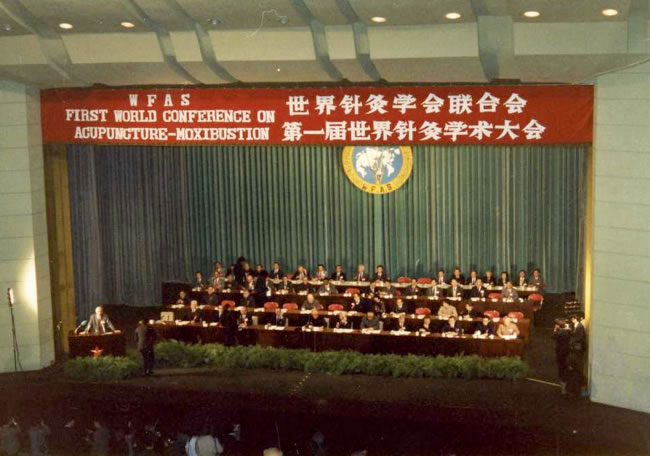 WFAS
FIRST WORLD CONFERENCE ON
ACUPUNCTURE-MOXIBUSTION
世界针灸学会联合会
第一届世界针灸学术大会
WFAS